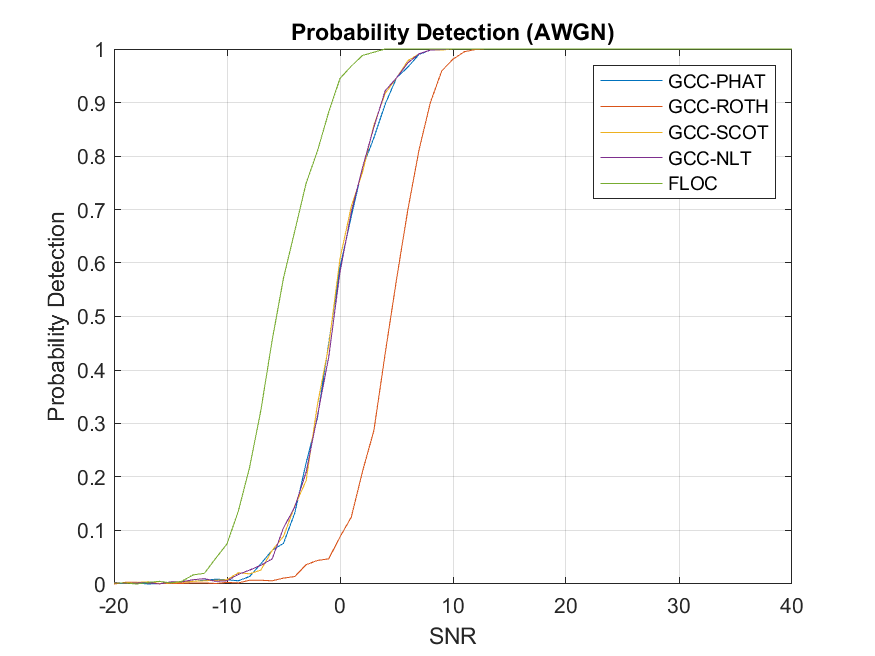 Probability Detection (AWGN)
1
0.9
0.8
0.7
0.6
0.5
0.4
0.3
0.2
0.1
0
Probability Detection
GCC-PHAT
GCC-ROTH
GCC-SCOT
GCC-NLT
FLOC
-20 -10 0 10 20 30 40
SNR